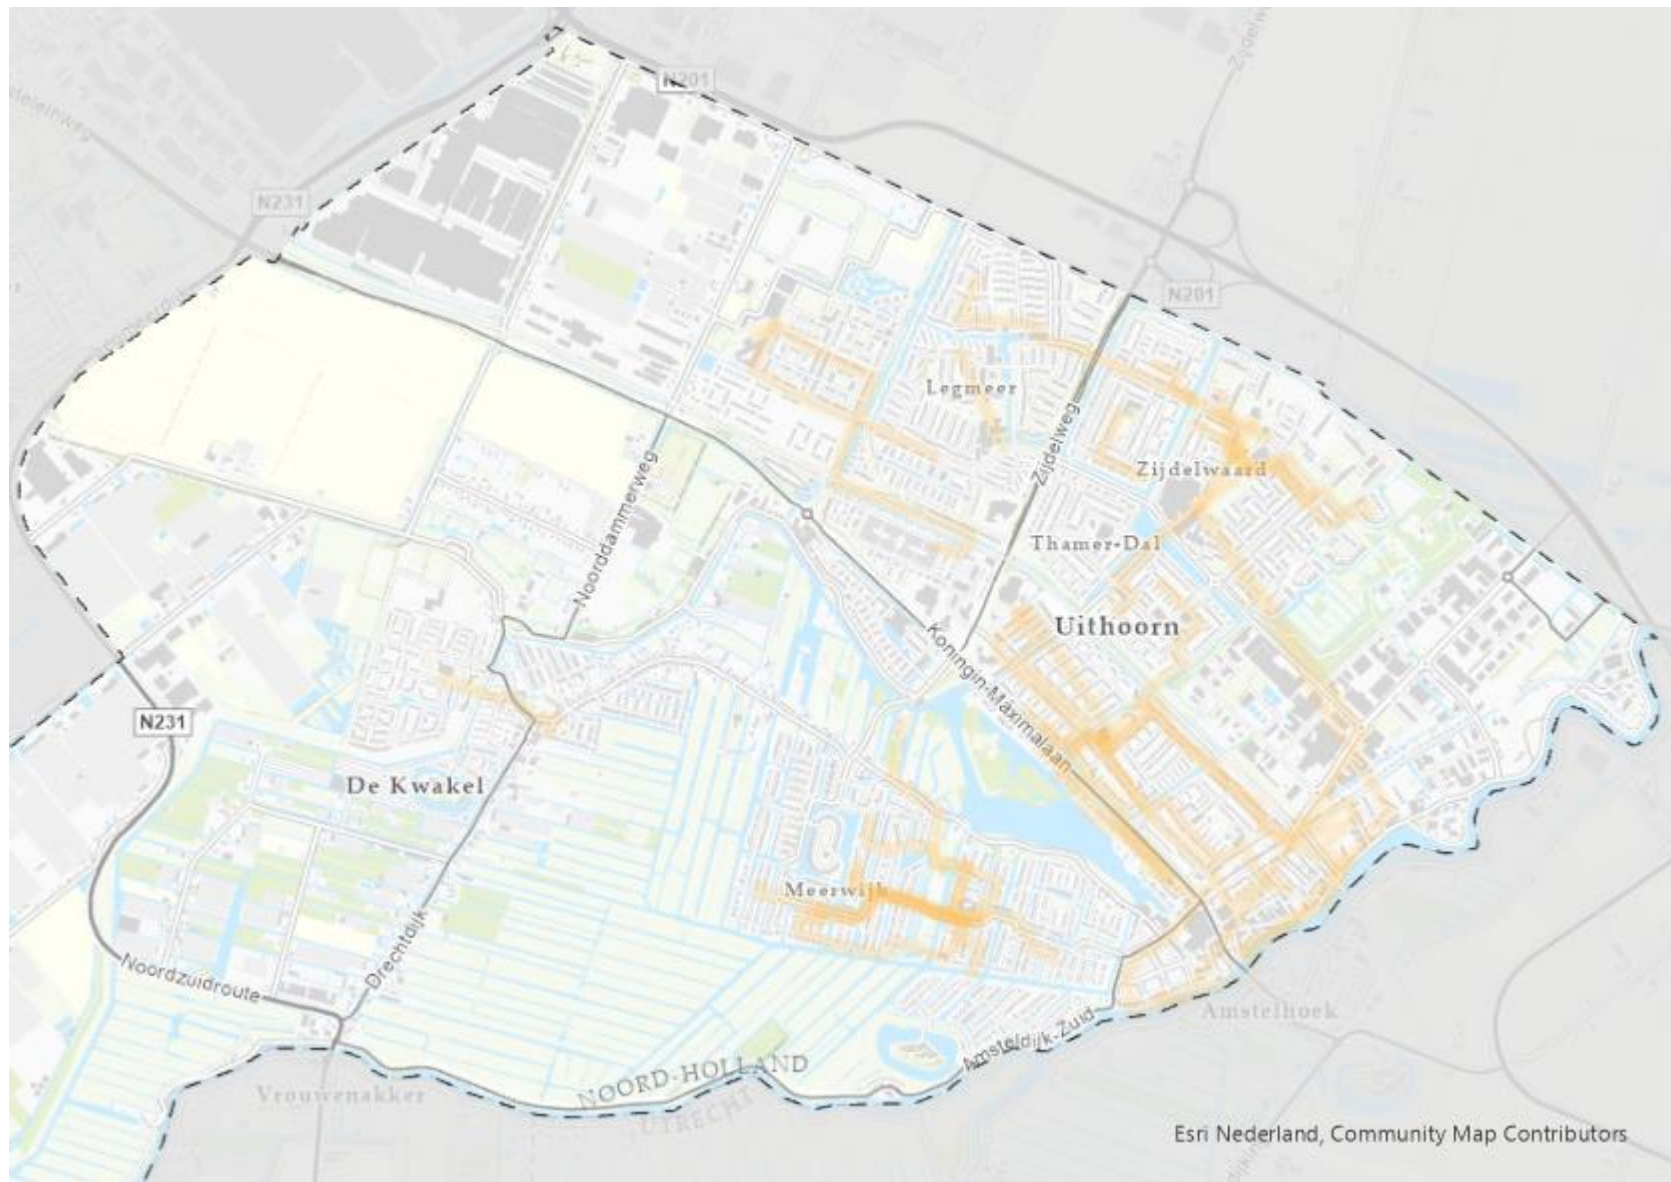 N201
Zijdelweg
N231
N201
Legmeer
Zijdelweg
Zijdelwaard
Noorddammerweg
Thamer-Dal
Uithoorn
Koningin-Máximalaan
N231
De Kwakel
Meerwijk
Drechtdijk
Noordzuidroute
Amstelhoek
Amsteldijk-Zuid
NOORD-HOLLAND
Vrouwenakker
UTRECHT
Esri Nederland, Community Map Contributors